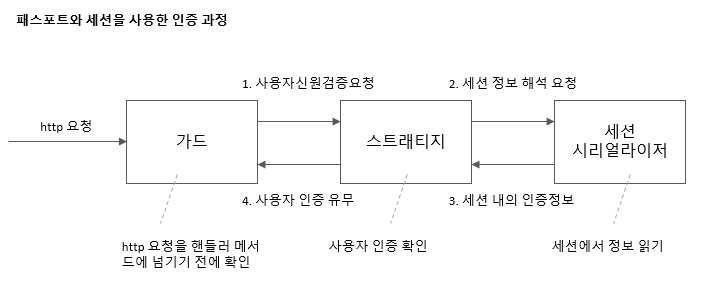 패스포트와 세션을 사용한 인증 과정
1. 사용자신원검증요청
2. 세션 정보 해석 요청
http 요청
가드
스트래티지
세션
시리얼라이저
4. 사용자 인증 유무
3. 세션 내의 인증정보
http 요청을 핸들러 메서
드에 넘기기 전에 확인
사용자 인증 확인
세션에서 정보 읽기